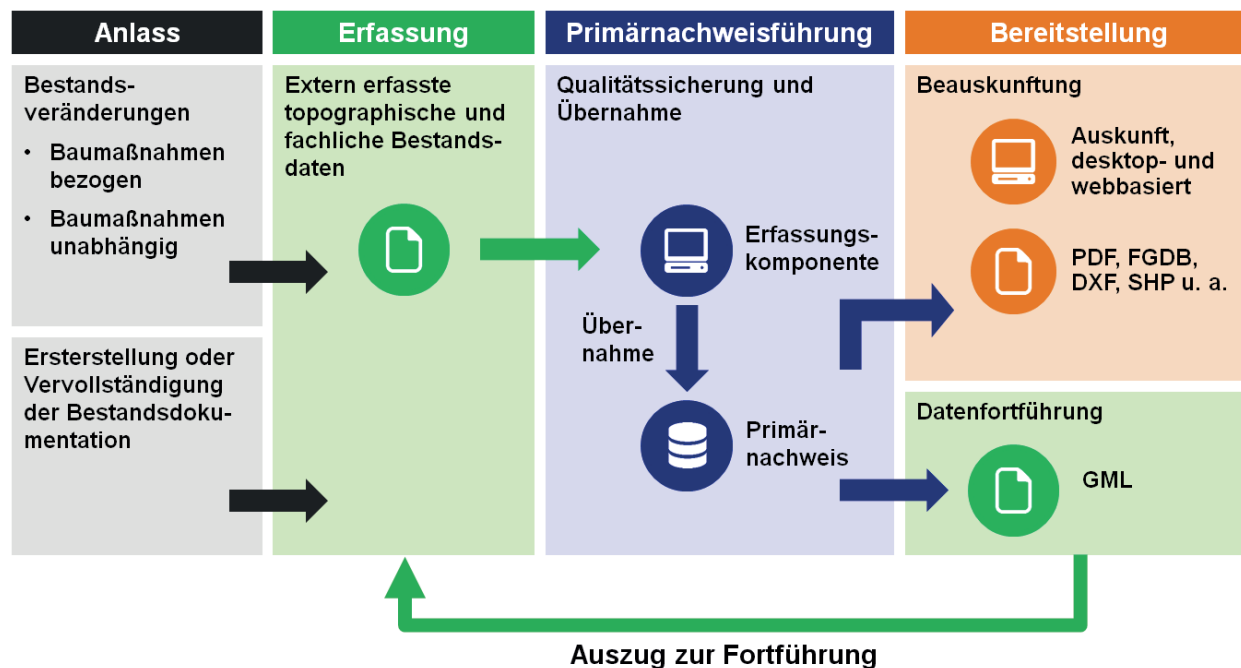 Anlass
Erfassung
Primärnachweisführung
Bereitstellung
Bestands-
veränderungen
• Baumaßnahmen
bezogen
• Baumaßnahmen
unabhängig
Ersterstellung oder
Vervollständigung
der Bestandsdoku-
mentation
Extern erfasste
topographische und
fachliche Bestands-
daten
Qualitätssicherung und
Übernahme
Erfassungs-
komponente
Über-
nahme
Primär-
nachweis
Beauskunftung
Auskunft,
desktop- und
webbasiert
PDF, FGDB,
DXF, SHP u. a.
Datenfortführung
GML
Auszug zur Fortführung